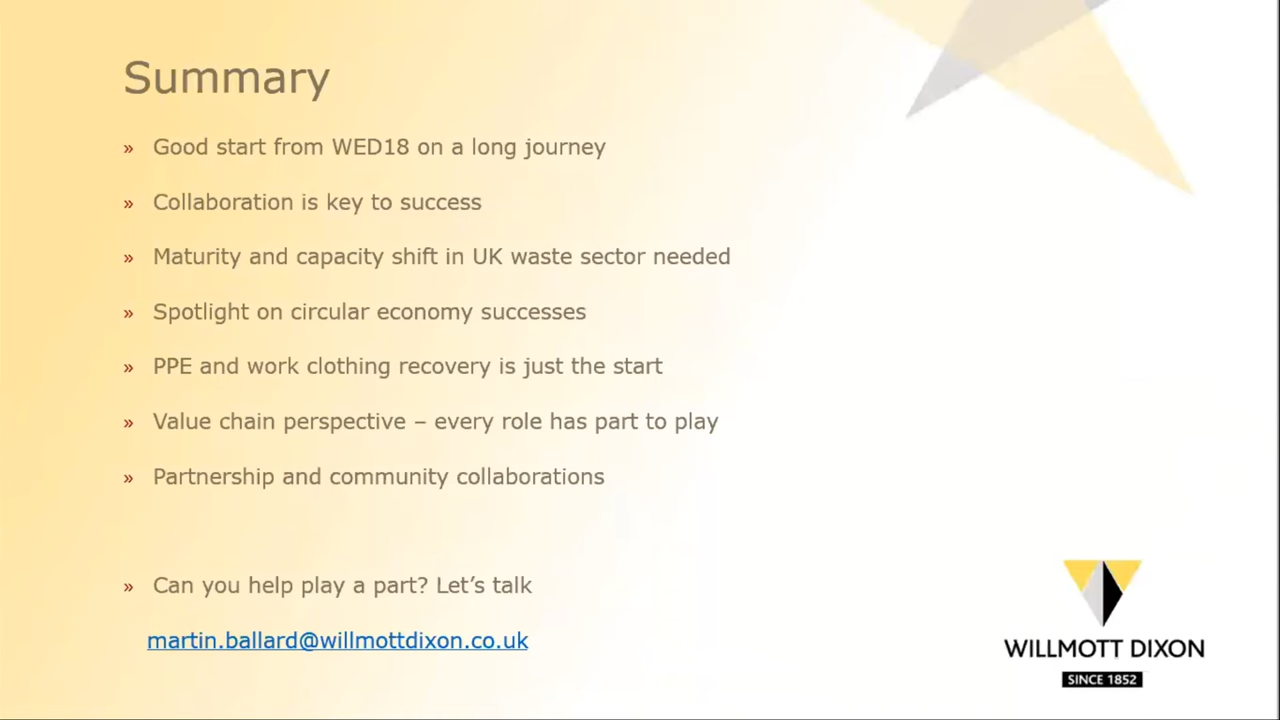 Summary
» Good start from WED18 on a long journey
» Collaboration is key to success
» Maturity and capacity shift in UK waste sector needed
» Spotlight on circular economy successes
» PPE and work clothing recovery is just the start
» Value chain perspective – every role has part to play
» Partnership and community collaborations
» Can you help play a part? Let’s talk
martin.ballard@willmottdixon.co.uk
WILLMOTT DIXON
SINCE 1852